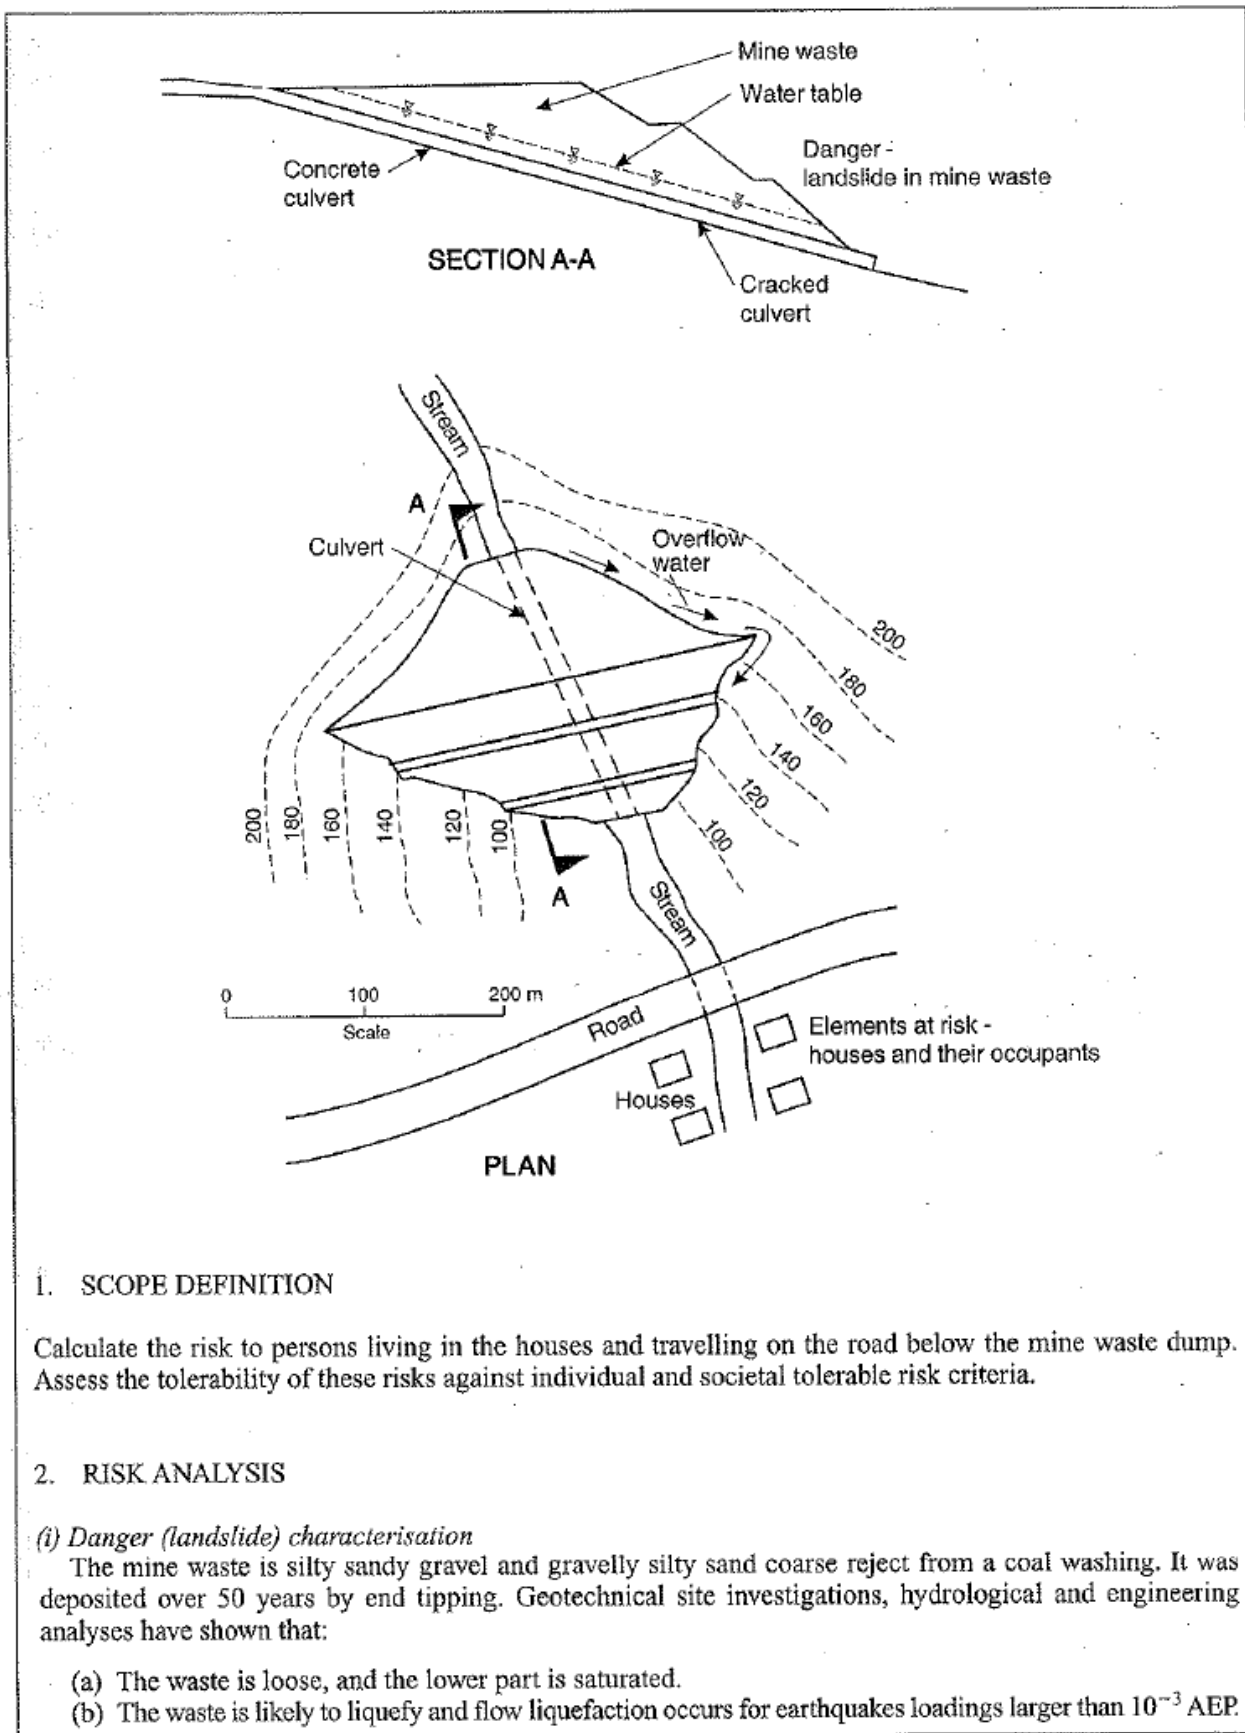 Mine waste
Water table
Danger -
landslide in mine waste
Concrete
culvert
SECTION A-A
Cracked
culvert
Stream
A
Culvert
Overflow
water
200
180
160
140
120
100
200
180
160
140
120
100
A
Stream
0 100 200 m
Scale
Road
Elements at risk -
houses and their occupants
Houses
PLAN
1. SCOPE DEFINITION
Calculate the risk to persons living in the houses and travelling on the road below the mine waste dump.
Assess the tolerability of these risks against individual and societal tolerable risk criteria.
2. RISK ANALYSIS
(i) Danger (landslide) characterisation
The mine waste is silty sandy gravel and gravelly silty sand coarse reject from a coal washing. It was
deposited over 50 years by end tipping. Geotechnical site investigations, hydrological and engineering
analyses have shown that:
(a) The waste is loose, and the lower part is saturated.
(b) The waste is likely to liquefy and flow liquefaction occurs for earthquakes loadings larger than 10⁻³ AEP.